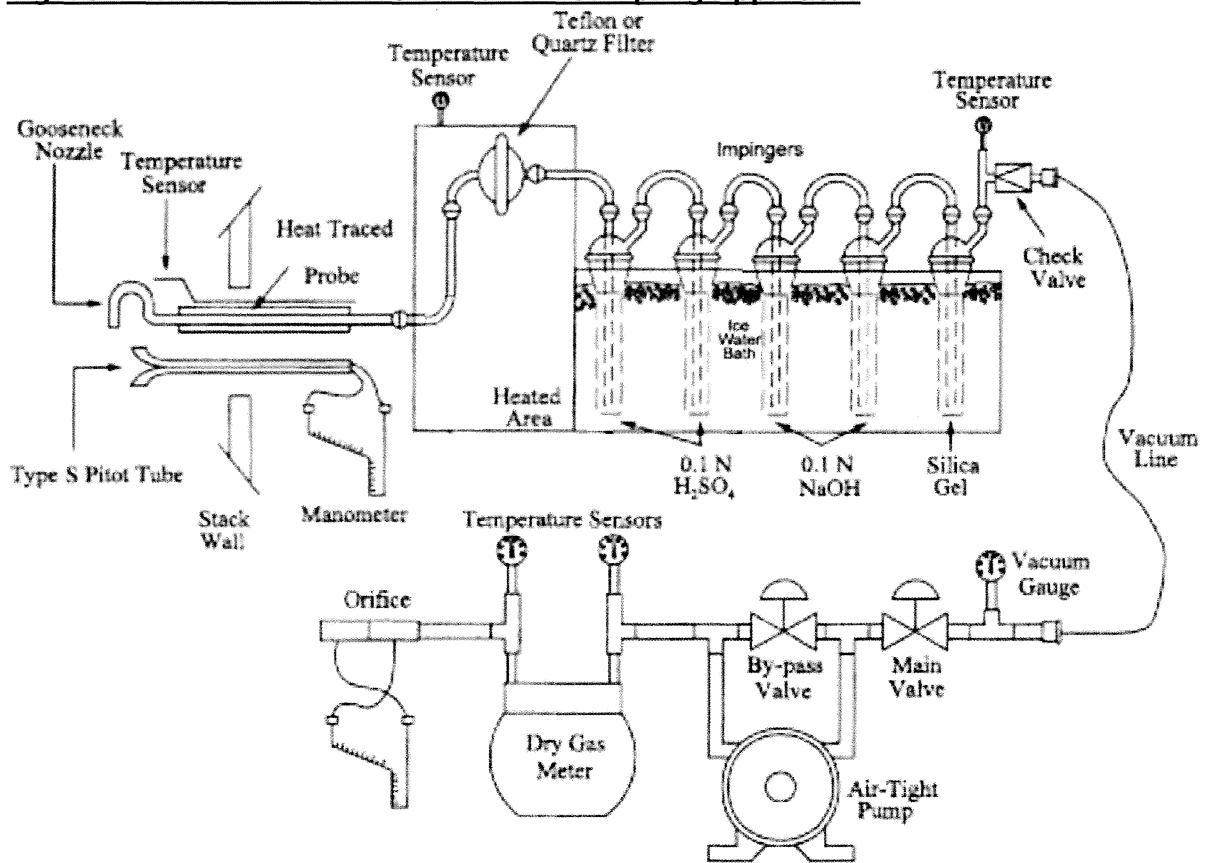 Teflon or
Quartz Filter
Temperature
Sensor
Temperature
Sensor
Gooseneck
Nozzle
Temperature
Sensor
Impingers
Heat Traced
Probe
Check
Valve
Ice
Water
Bath
Heated
Area
Type S Pitot Tube
Stack
Wall
Manometer
0.1 N
H₂SO₄
0.1 N
NaOH
Silica
Gel
Vacuum
Line
Temperature Sensors
Vacuum
Gauge
Orifice
By-pass
Valve
Main
Valve
Dry Gas
Meter
Air-Tight
Pump